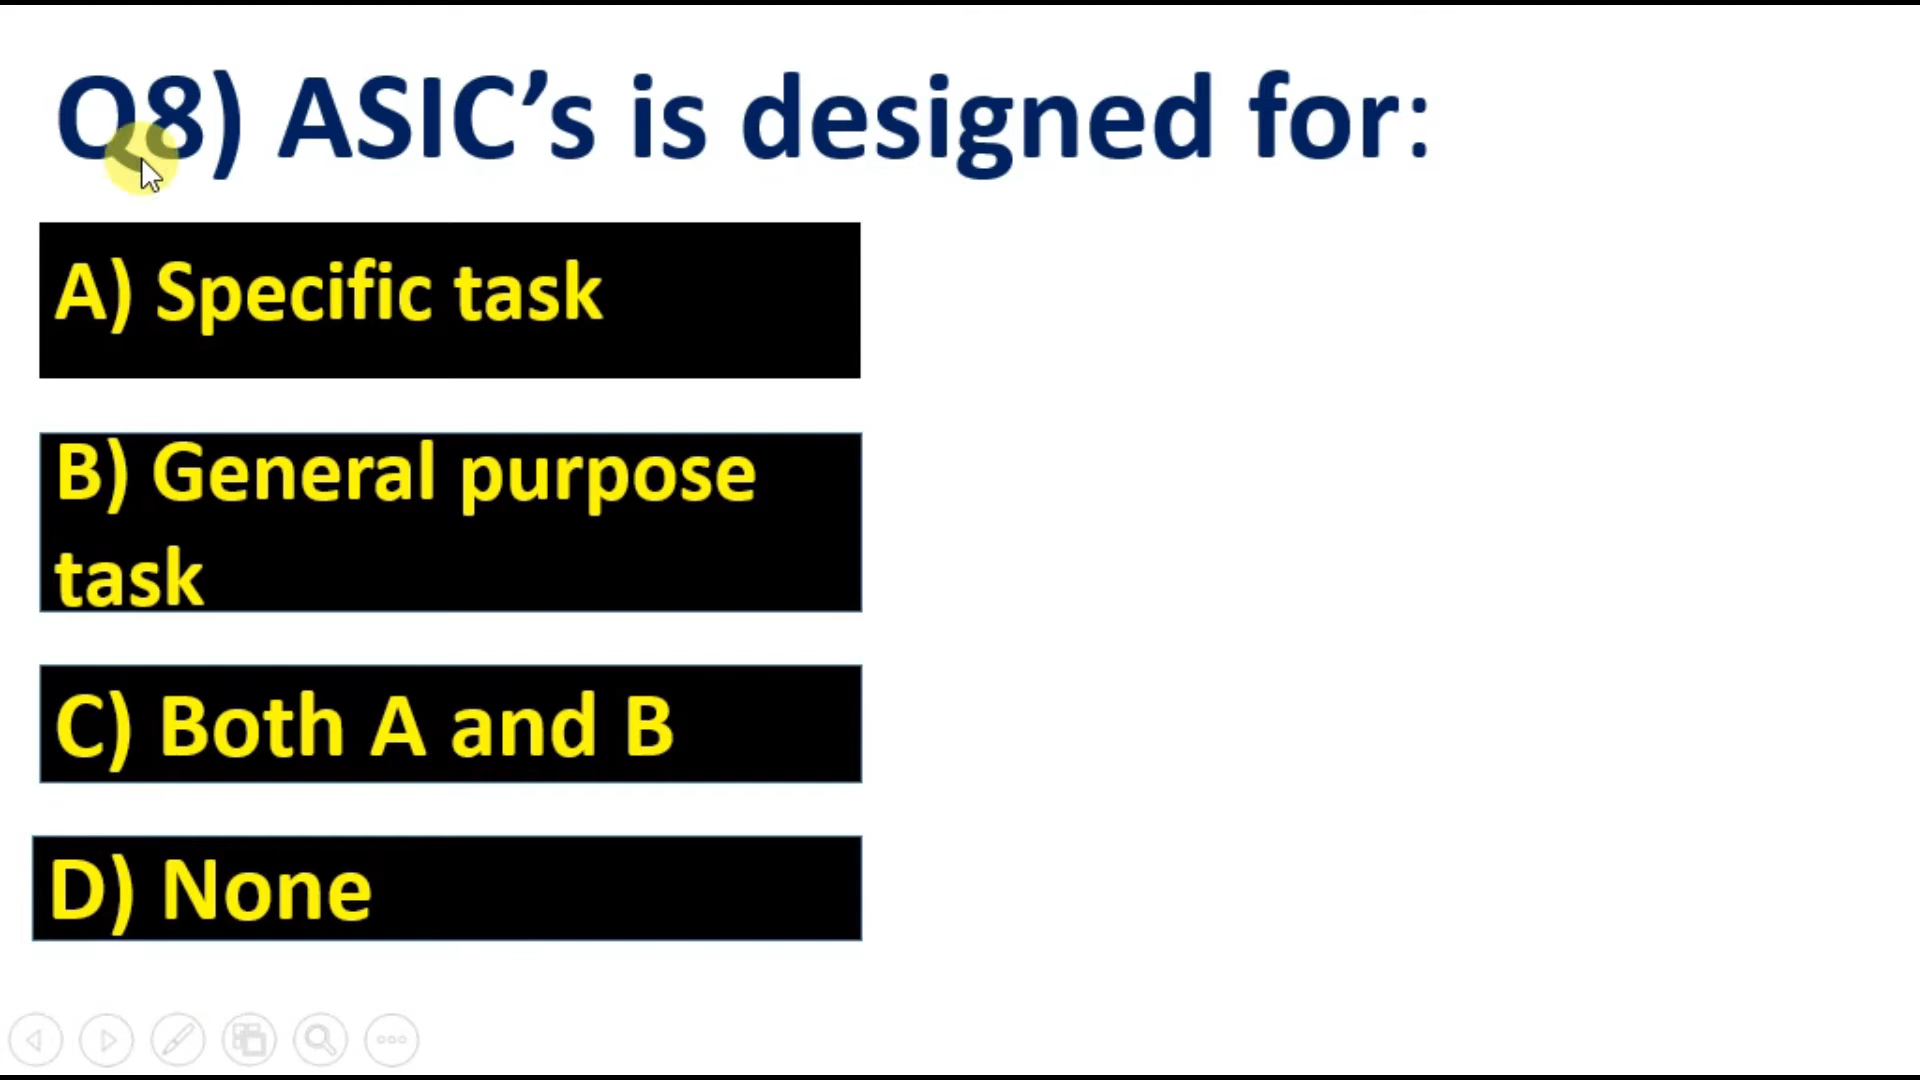 Q8) ASIC’s is designed for:
A) Specific task
B) General purpose
task
C) Both A and B
D) None